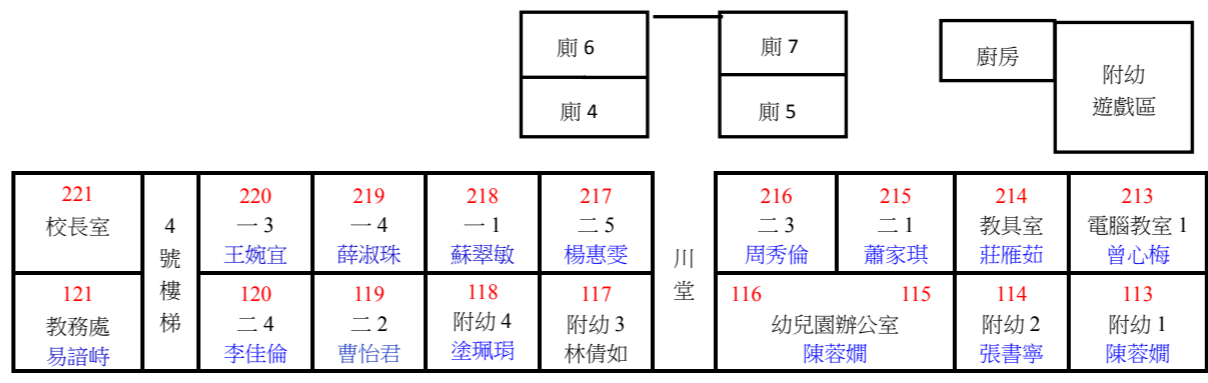 廁 6
廁 7
廚房
附幼
遊戲區
廁 4
廁 5
221
校長室
4
號
樓
梯
220
一 3
王婉宜
219
一 4
薛淑珠
218
一 1
蘇翠敏
217
二 5
楊惠雯
川
堂
216
二 3
周秀倫
215
二 1
蕭家琪
214
教具室
莊雁茹
213
電腦教室 1
曾心梅
121
教務處
易諳峙
120
二 4
李佳倫
119
二 2
曹怡君
118
附幼 4
塗珮琄
117
附幼 3
林倩如
116 115
幼兒園辦公室
陳蓉嫺
114
附幼 2
張書寧
113
附幼 1
陳蓉嫺